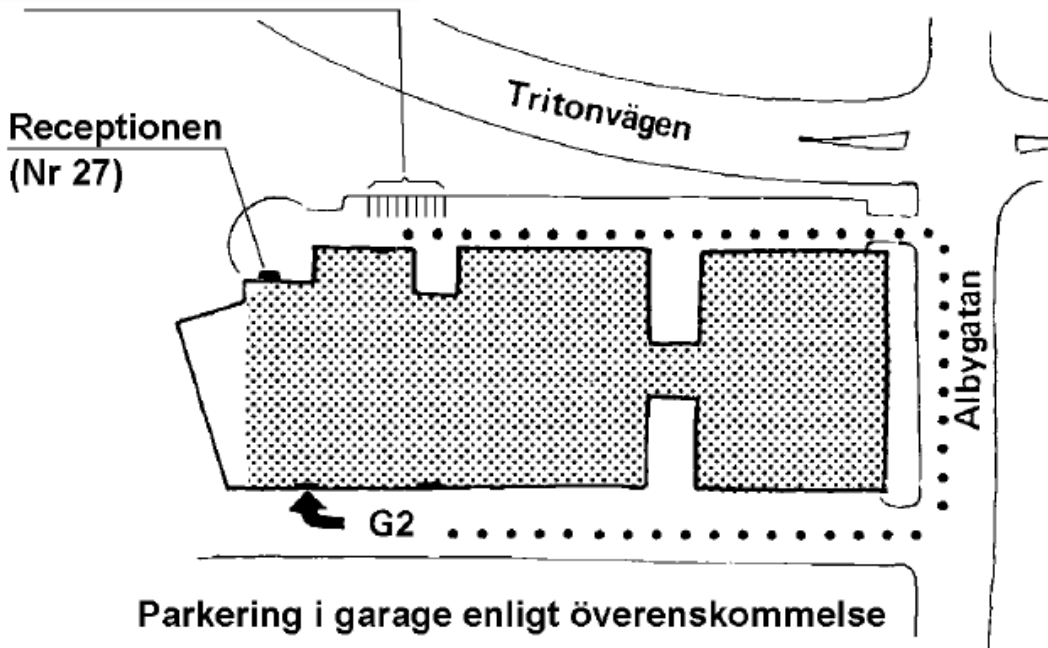 Tritonvägen
Receptionen
(Nr 27)
Albygatan
G2
Parkering i garage enligt överenskommelse